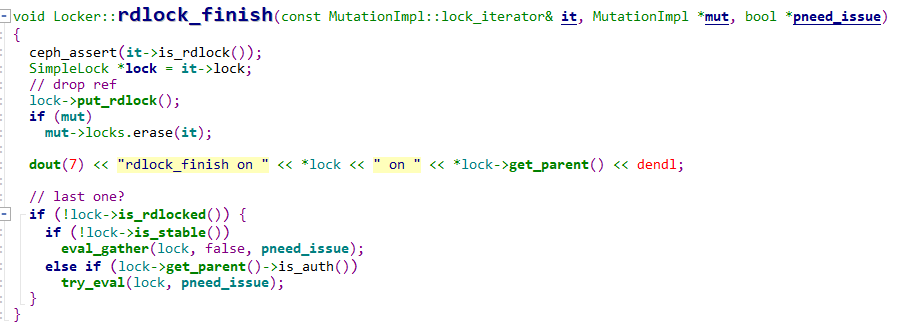 void Locker::rdlock_finish(const MutationImpl::lock_iterator& it, MutationImpl *mut, bool *pneed_issue)
{
  ceph_assert(it->is_rdlock());
  SimpleLock *lock = it->lock;
  // drop ref
  lock->put_rdlock();
  if (mut)
    mut->locks.erase(it);

  dout(7) << "rdlock_finish on " << *lock << " on " << *lock->get_parent() << dendl;

  // last one?
  if (!lock->is_rdlocked()) {
    if (!lock->is_stable())
      eval_gather(lock, false, pneed_issue);
    else if (lock->get_parent()->is_auth())
      try_eval(lock, pneed_issue);
  }
}